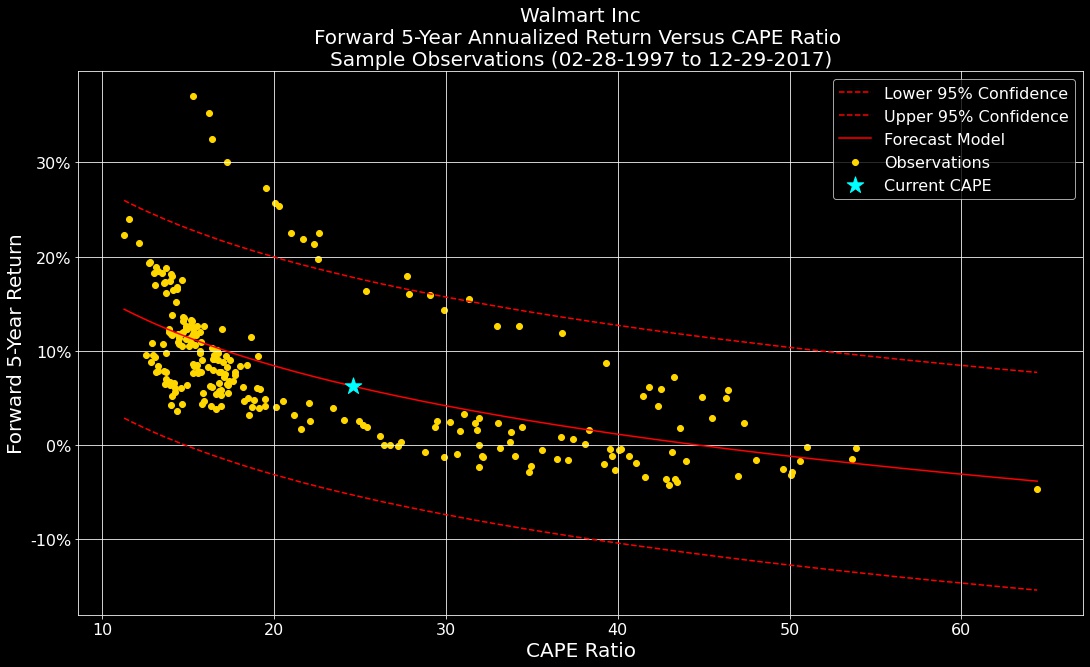 Walmart Inc
Forward 5-Year Annualized Return Versus CAPE Ratio
Sample Observations (02-28-1997 to 12-29-2017)
Lower 95% Confidence
Upper 95% Confidence
Forecast Model
Observations
Current CAPE
Forward 5-Year Return
30%
20%
10%
0%
-10%
10 20 30 40 50 60
CAPE Ratio